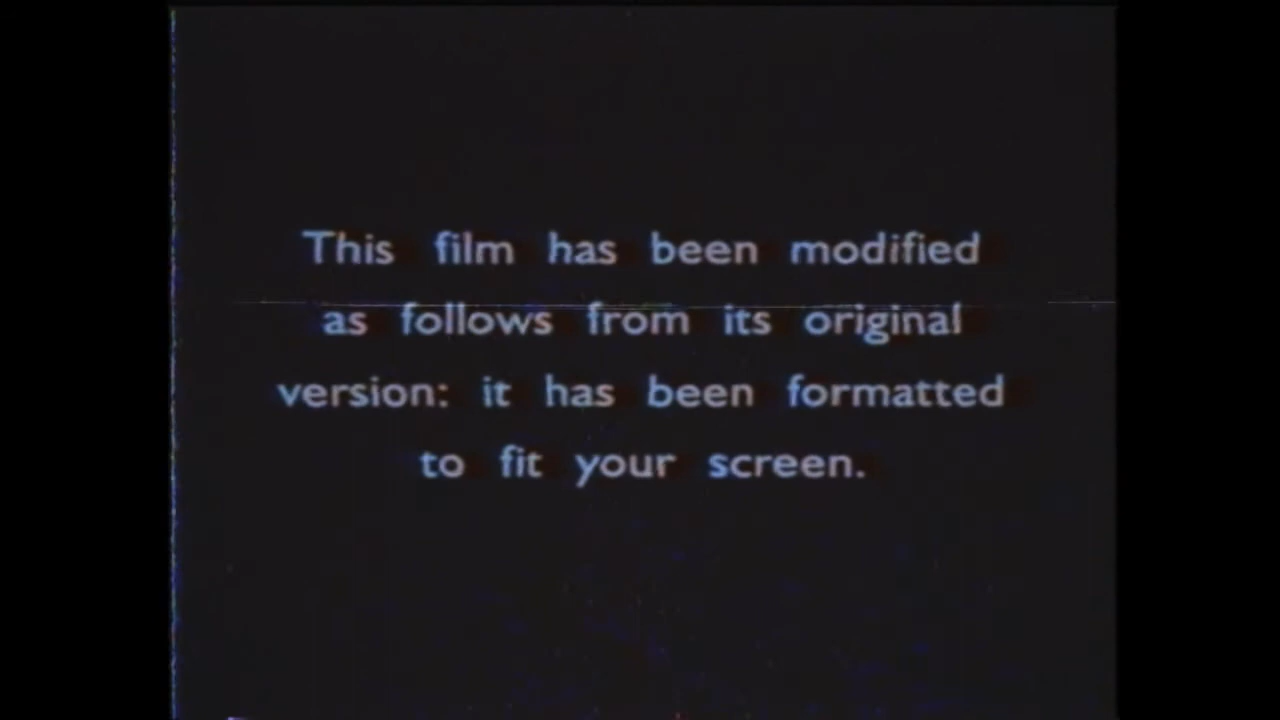 This film has been modified
as follows from its original
version: it has been formatted
to fit your screen.